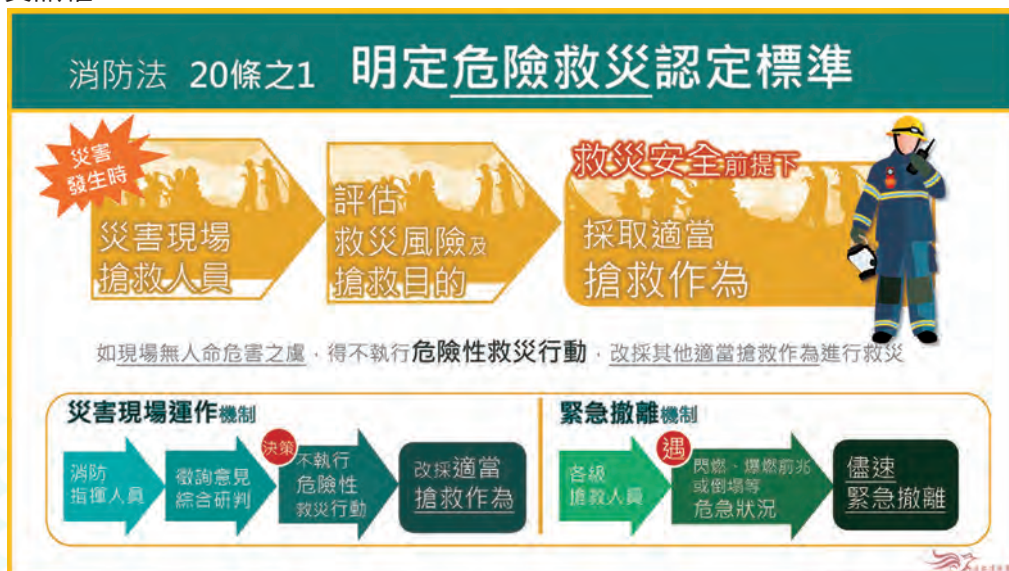 消防法 20條之1 明定危險救災認定標準
災害
發生時
災害現場
搶救人員
評估
救災風險及
搶救目的
救災安全前提下
採取適當
搶救作為
如現場無人命危害之虞，得不執行危險性救災行動，改採其他適當搶救作為進行救災
災害現場運作機制
消防
指揮人員
徵詢意見
綜合研判
決策
不執行
危險性
救災行動
改採適當
搶救作為
緊急撤離機制
各級
搶救人員
遇
閃燃、爆燃前兆
或倒塌等
危急狀況
儘速
緊急撤離